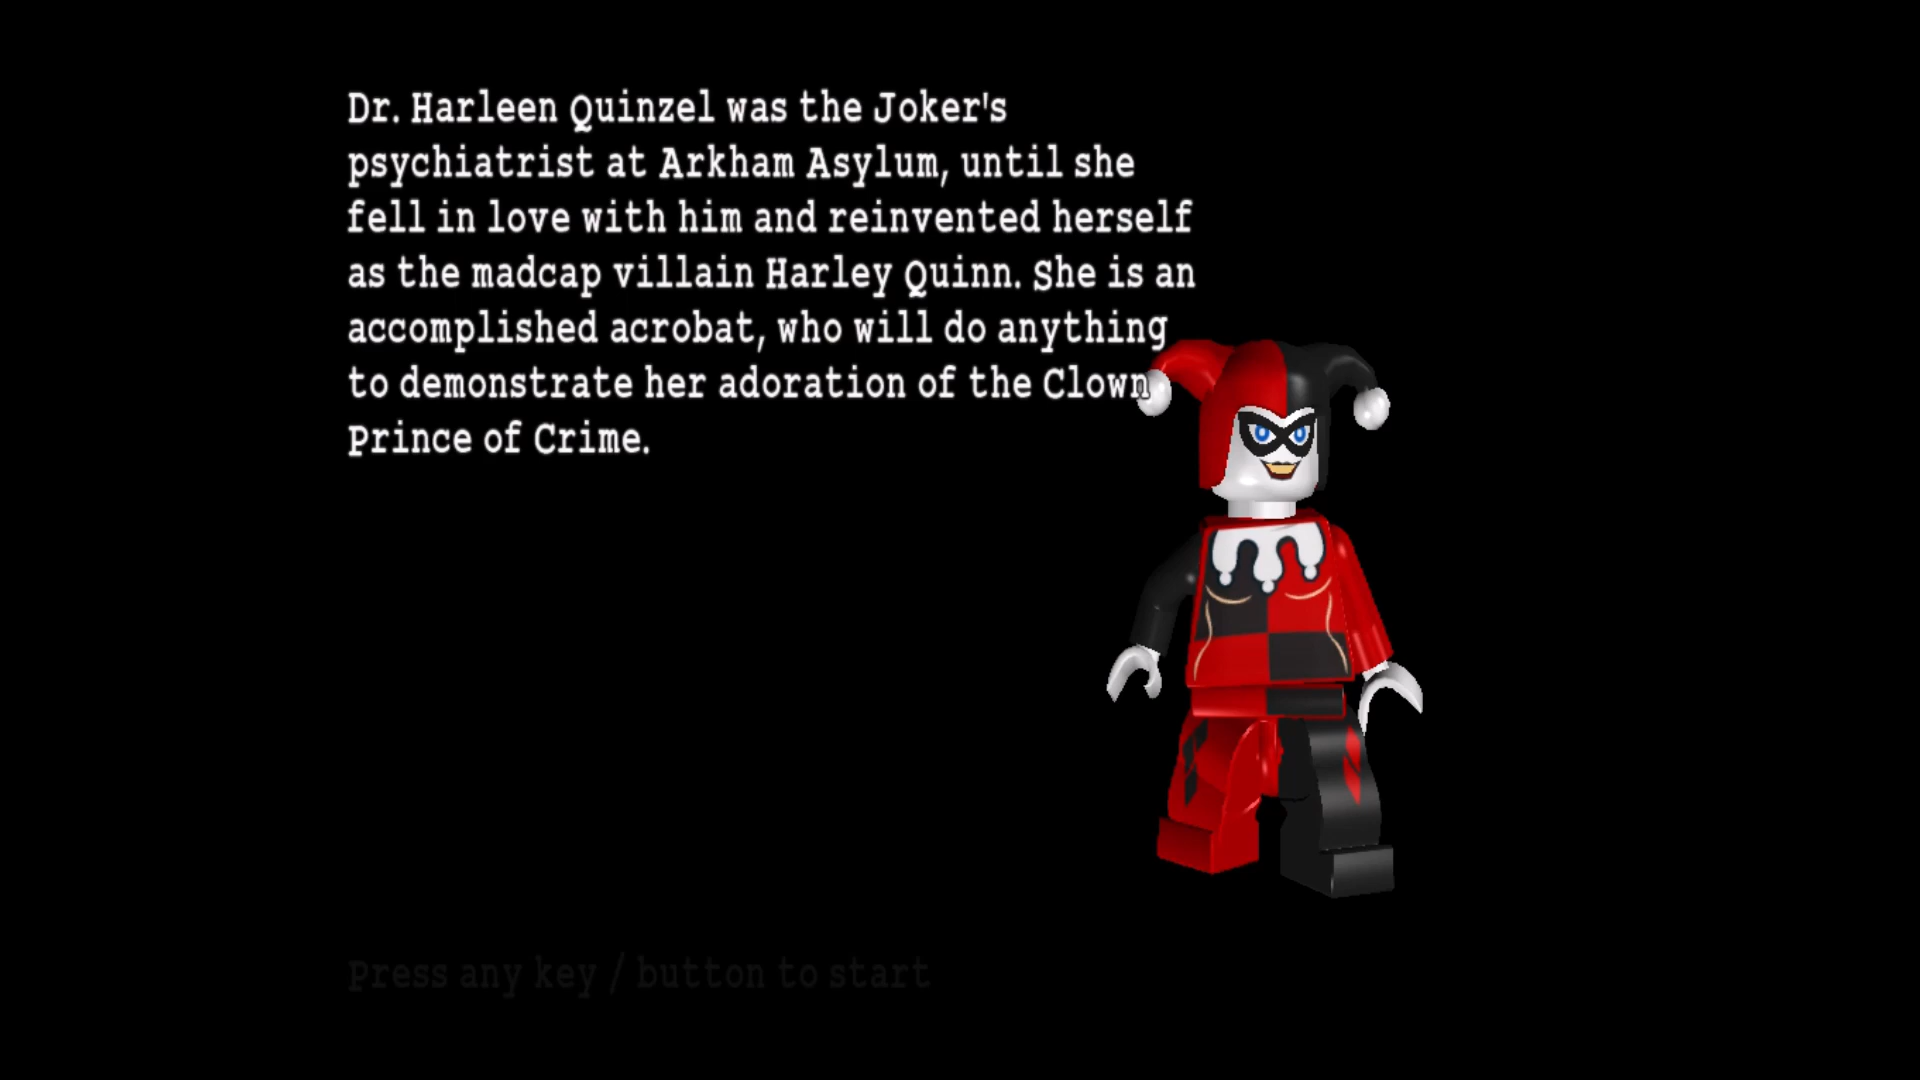 Dr. Harleen Quinzel was the Joker's
psychiatrist at Arkham Asylum, until she
fell in love with him and reinvented herself
as the madcap villain Harley Quinn. She is an
accomplished acrobat, who will do anything
to demonstrate her adoration of the Clown
Prince of Crime.
Press any key / button to start